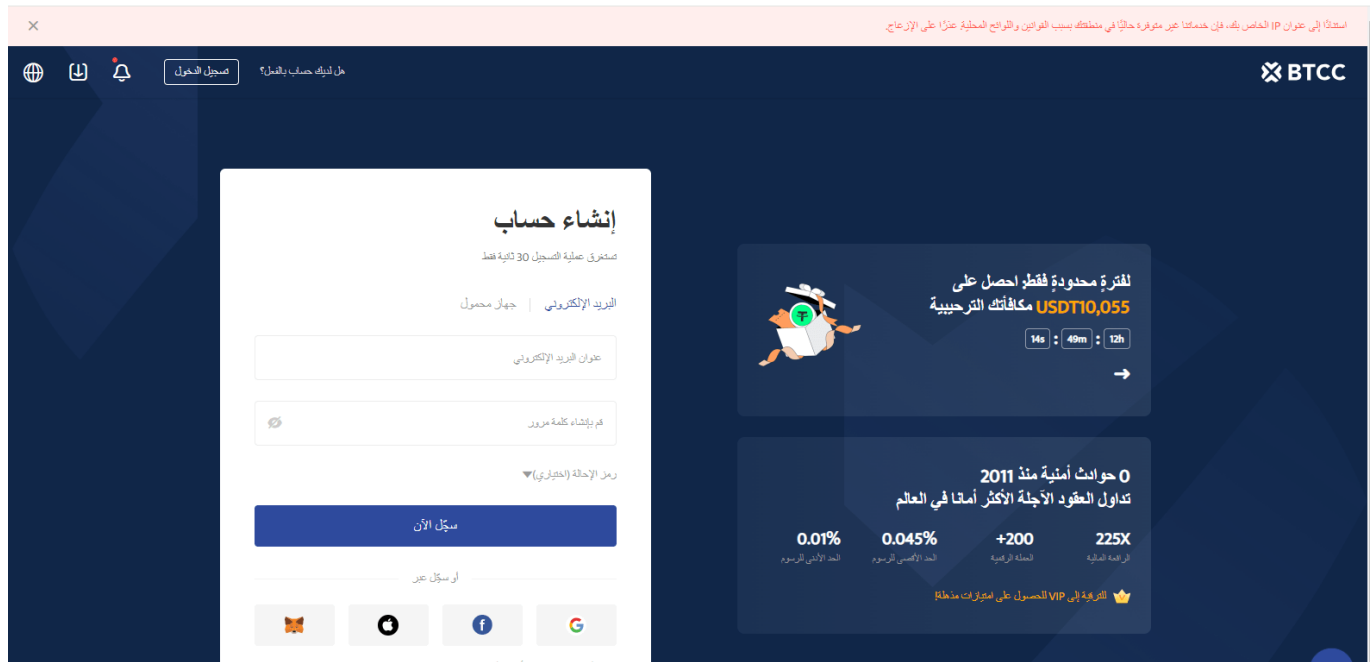 استنادًا إلى عنوان IP الخاص بك، فإن خدماتنا غير متوفرة حاليًا في منطقتك بسبب القوانين واللوائح المحلية. عذرًا على الإزعاج.
BTCC
هل لديك حساب بالفعل؟
تسجيل الدخول
إنشاء حساب
تستغرق عملية التسجيل 30 ثانية فقط
البريد الإلكتروني | جهاز محمول
عنوان البريد الإلكتروني
قم بإنشاء كلمة مرور
رمز الإحالة (اختياري)
سجّل الآن
أو سجّل عبر
لفترةٍ محدودةٍ فقط: احصل على
USDT10,055 مكافأتك الترحيبية
12h : 49m : 14s
0 حوادث أمنية منذ 2011
تداول العقود الآجلة الأكثر أمانا في العالم
225X
الرافعة المالية
+200
العملة الرقمية
0.045%
الحد الأقصى للرسوم
0.01%
الحد الأدنى للرسوم
للترقية إلى VIP للحصول على امتيازات مذهلة!